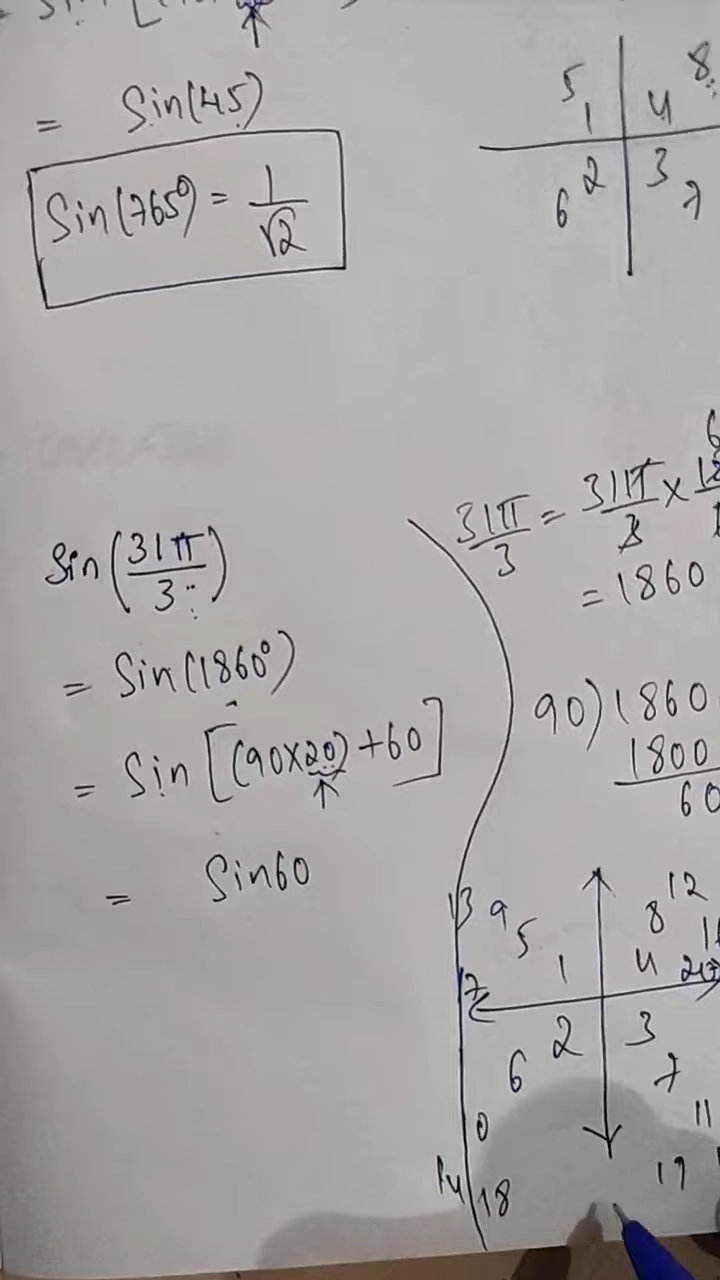 = Sin(45)
Sin(765°) = 1/√2
5 1 4 8
6 2 3 7
Sin(31π/3)
= Sin(1860°)
= Sin[(90×20)+60]
= Sin60
31π/3 = 31π/3 ×
= 1860
90)1860
1800
60
13 9 5 1 4 8 12
17
6 2 3 7 11
14 18 19